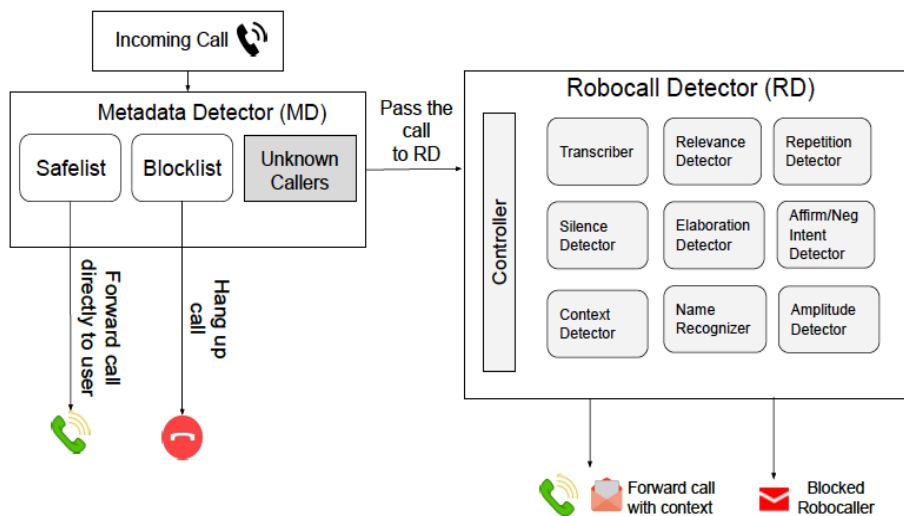 Incoming Call
Metadata Detector (MD)
Safelist
Blocklist
Unknown
Callers
Forward call
directly to user
Hang up
call
Pass the
call
to RD
Robocall Detector (RD)
Controller
Transcriber
Relevance
Detector
Repetition
Detector
Silence
Detector
Elaboration
Detector
Affirm/Neg
Intent
Detector
Context
Detector
Name
Recognizer
Amplitude
Detector
Forward call
with context
Blocked
Robocaller